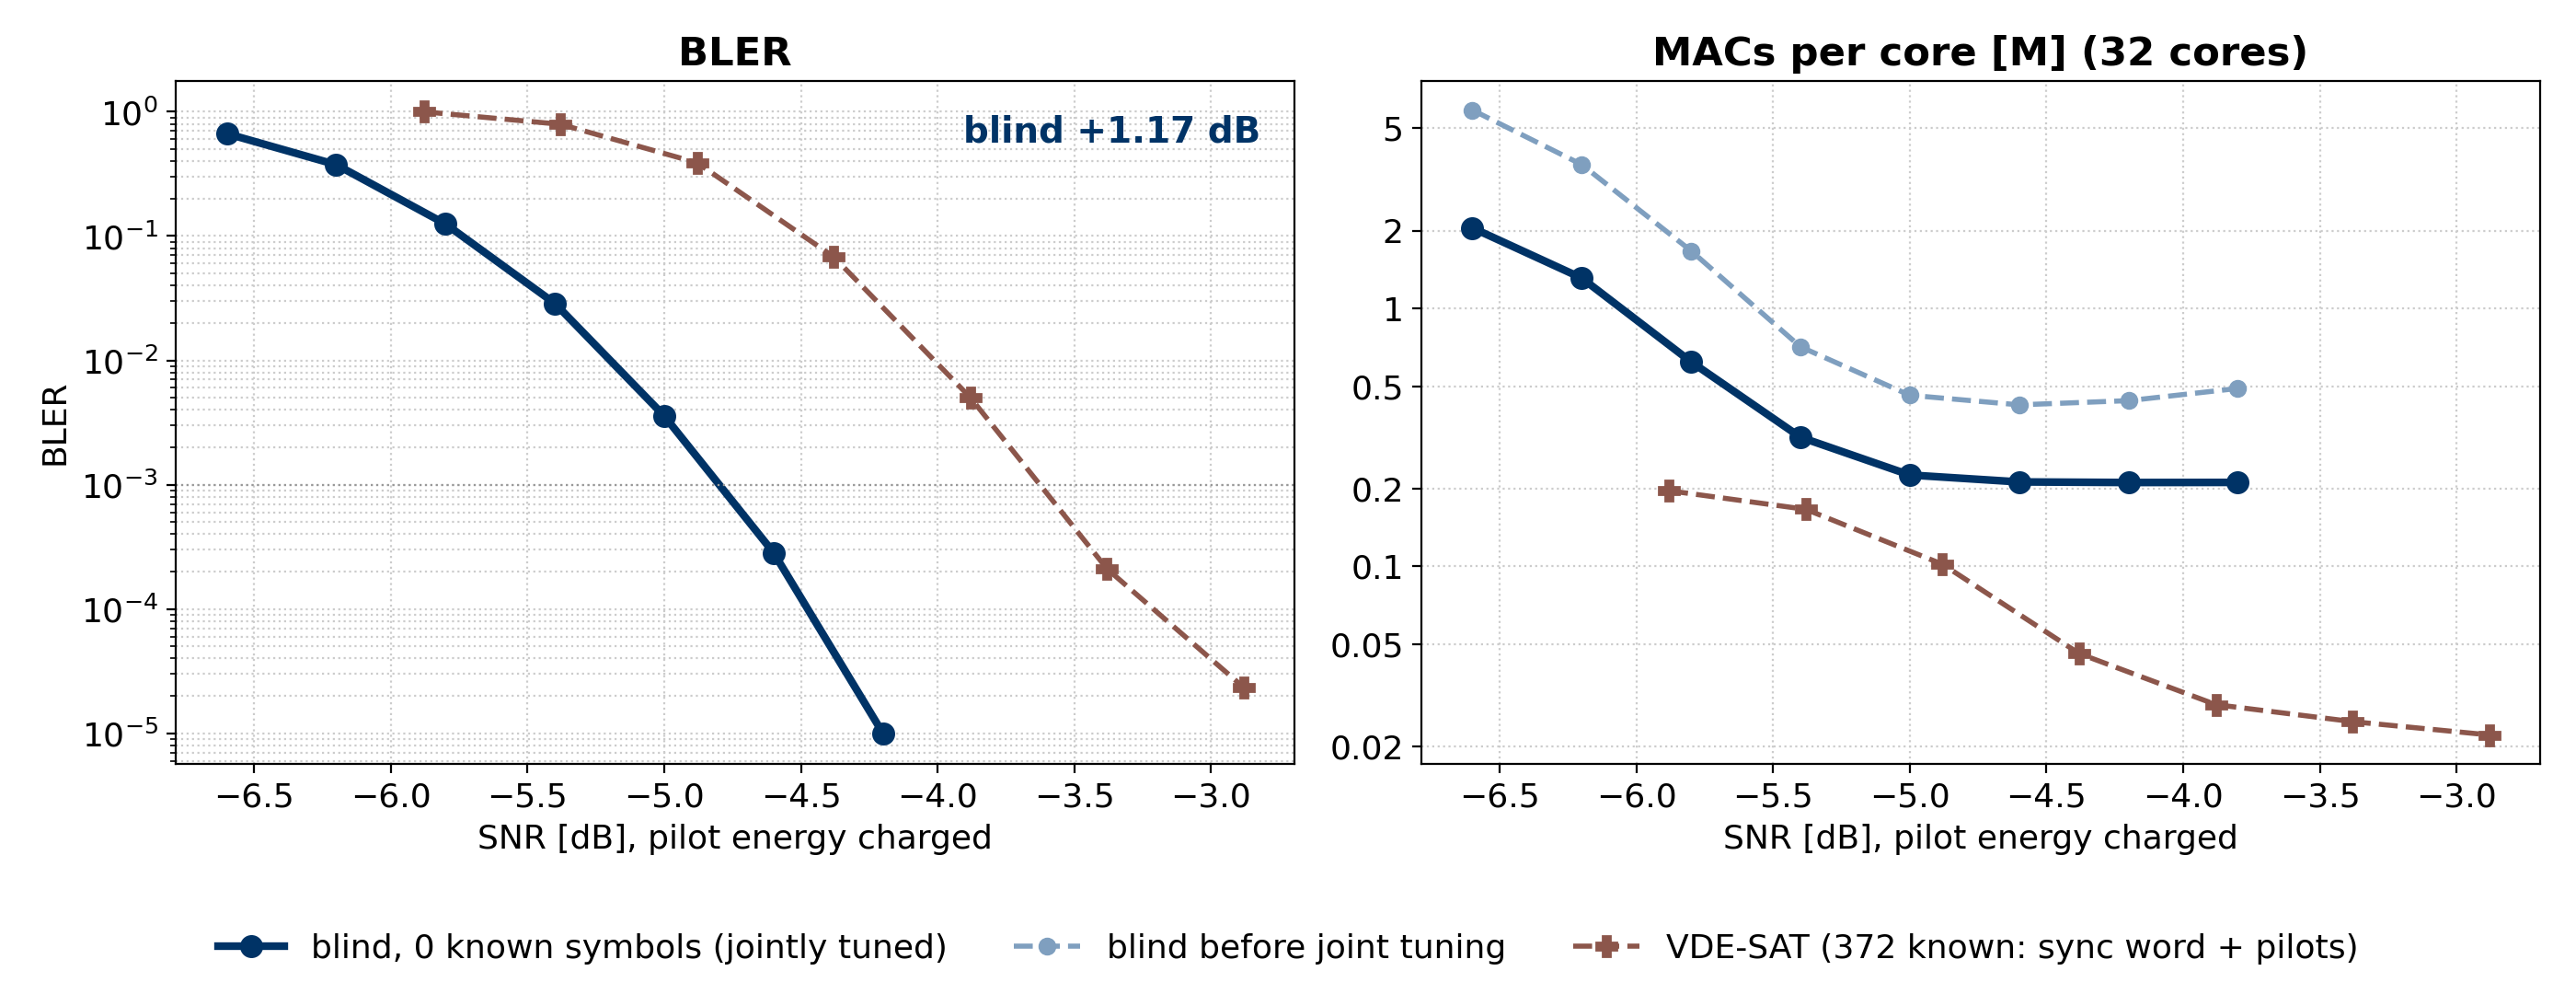 BLER
blind +1.17 dB
10⁰
10⁻¹
10⁻²
10⁻³
10⁻⁴
10⁻⁵
BLER
−6.5 −6.0 −5.5 −5.0 −4.5 −4.0 −3.5 −3.0
SNR [dB], pilot energy charged
MACs per core [M] (32 cores)
5
2
1
0.5
0.2
0.1
0.05
0.02
−6.5 −6.0 −5.5 −5.0 −4.5 −4.0 −3.5 −3.0
SNR [dB], pilot energy charged
blind, 0 known symbols (jointly tuned) blind before joint tuning VDE-SAT (372 known: sync word + pilots)